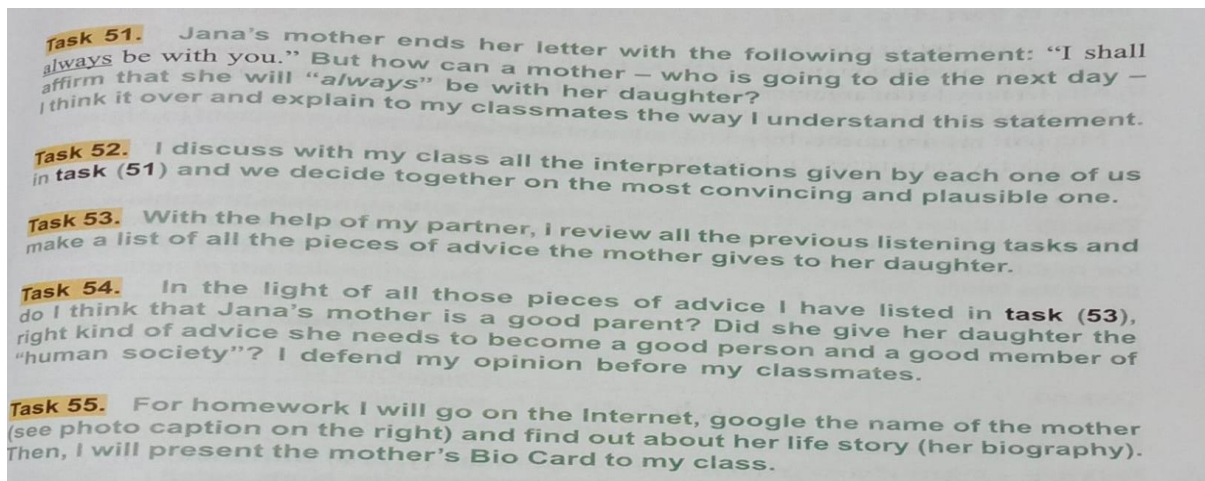 Task 51. Jana's mother ends her letter with the following statement: “I shall
always be with you.” But how can a mother – who is going to die the next day –
affirm that she will “always” be with her daughter?
I think it over and explain to my classmates the way I understand this statement.
Task 52. I discuss with my class all the interpretations given by each one of us
in task (51) and we decide together on the most convincing and plausible one.
Task 53. With the help of my partner, i review all the previous listening tasks and
make a list of all the pieces of advice the mother gives to her daughter.
Task 54. In the light of all those pieces of advice I have listed in task (53),
do I think that Jana's mother is a good parent? Did she give her daughter the
right kind of advice she needs to become a good person and a good member of
“human society”? I defend my opinion before my classmates.
Task 55. For homework I will go on the Internet, google the name of the mother
(see photo caption on the right) and find out about her life story (her biography).
Then, I will present the mother's Bio Card to my class.